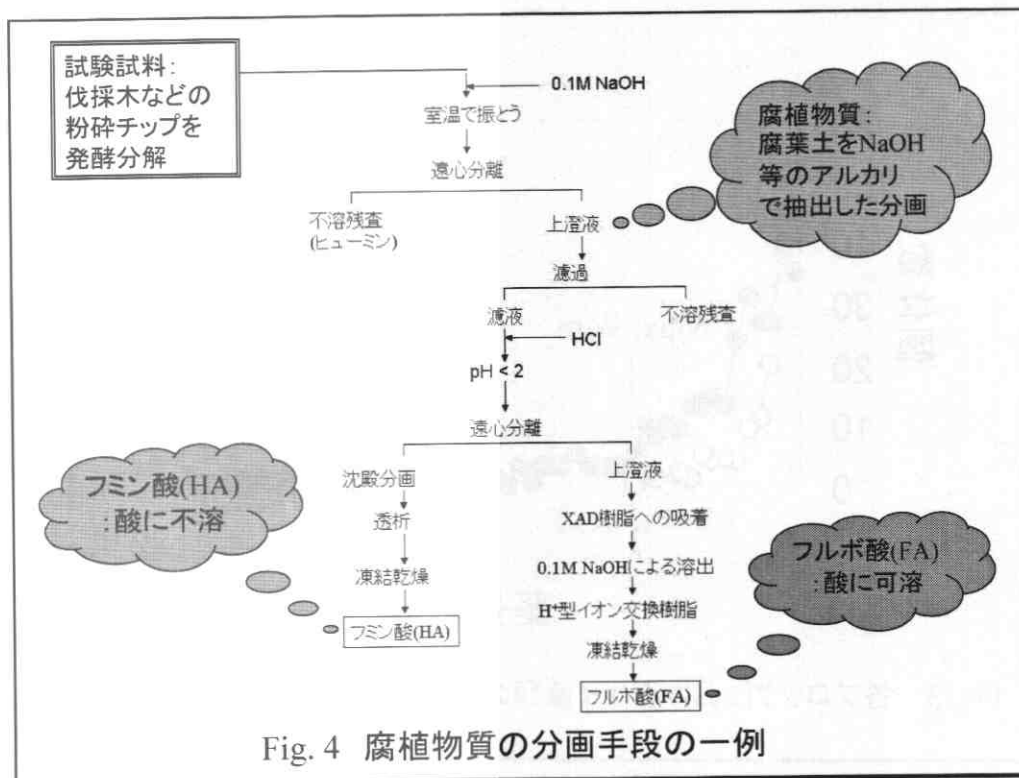 試験試料：
伐採木などの
粉砕チップを
発酵分解
0.1M NaOH
室温で振とう
遠心分離
腐植物質：
腐葉土をNaOH
等のアルカリ
で抽出した分画
不溶残査
(ヒューミン)
上澄液
濾過
濾液
不溶残査
HCl
pH < 2
遠心分離
フミン酸(HA)
：酸に不溶
沈殿分画
透析
凍結乾燥
フミン酸(HA)
上澄液
XAD樹脂への吸着
0.1M NaOHによる溶出
H⁺型イオン交換樹脂
凍結乾燥
フルボ酸(FA)
フルボ酸(FA)
：酸に可溶
Fig. 4 腐植物質の分画手段の一例